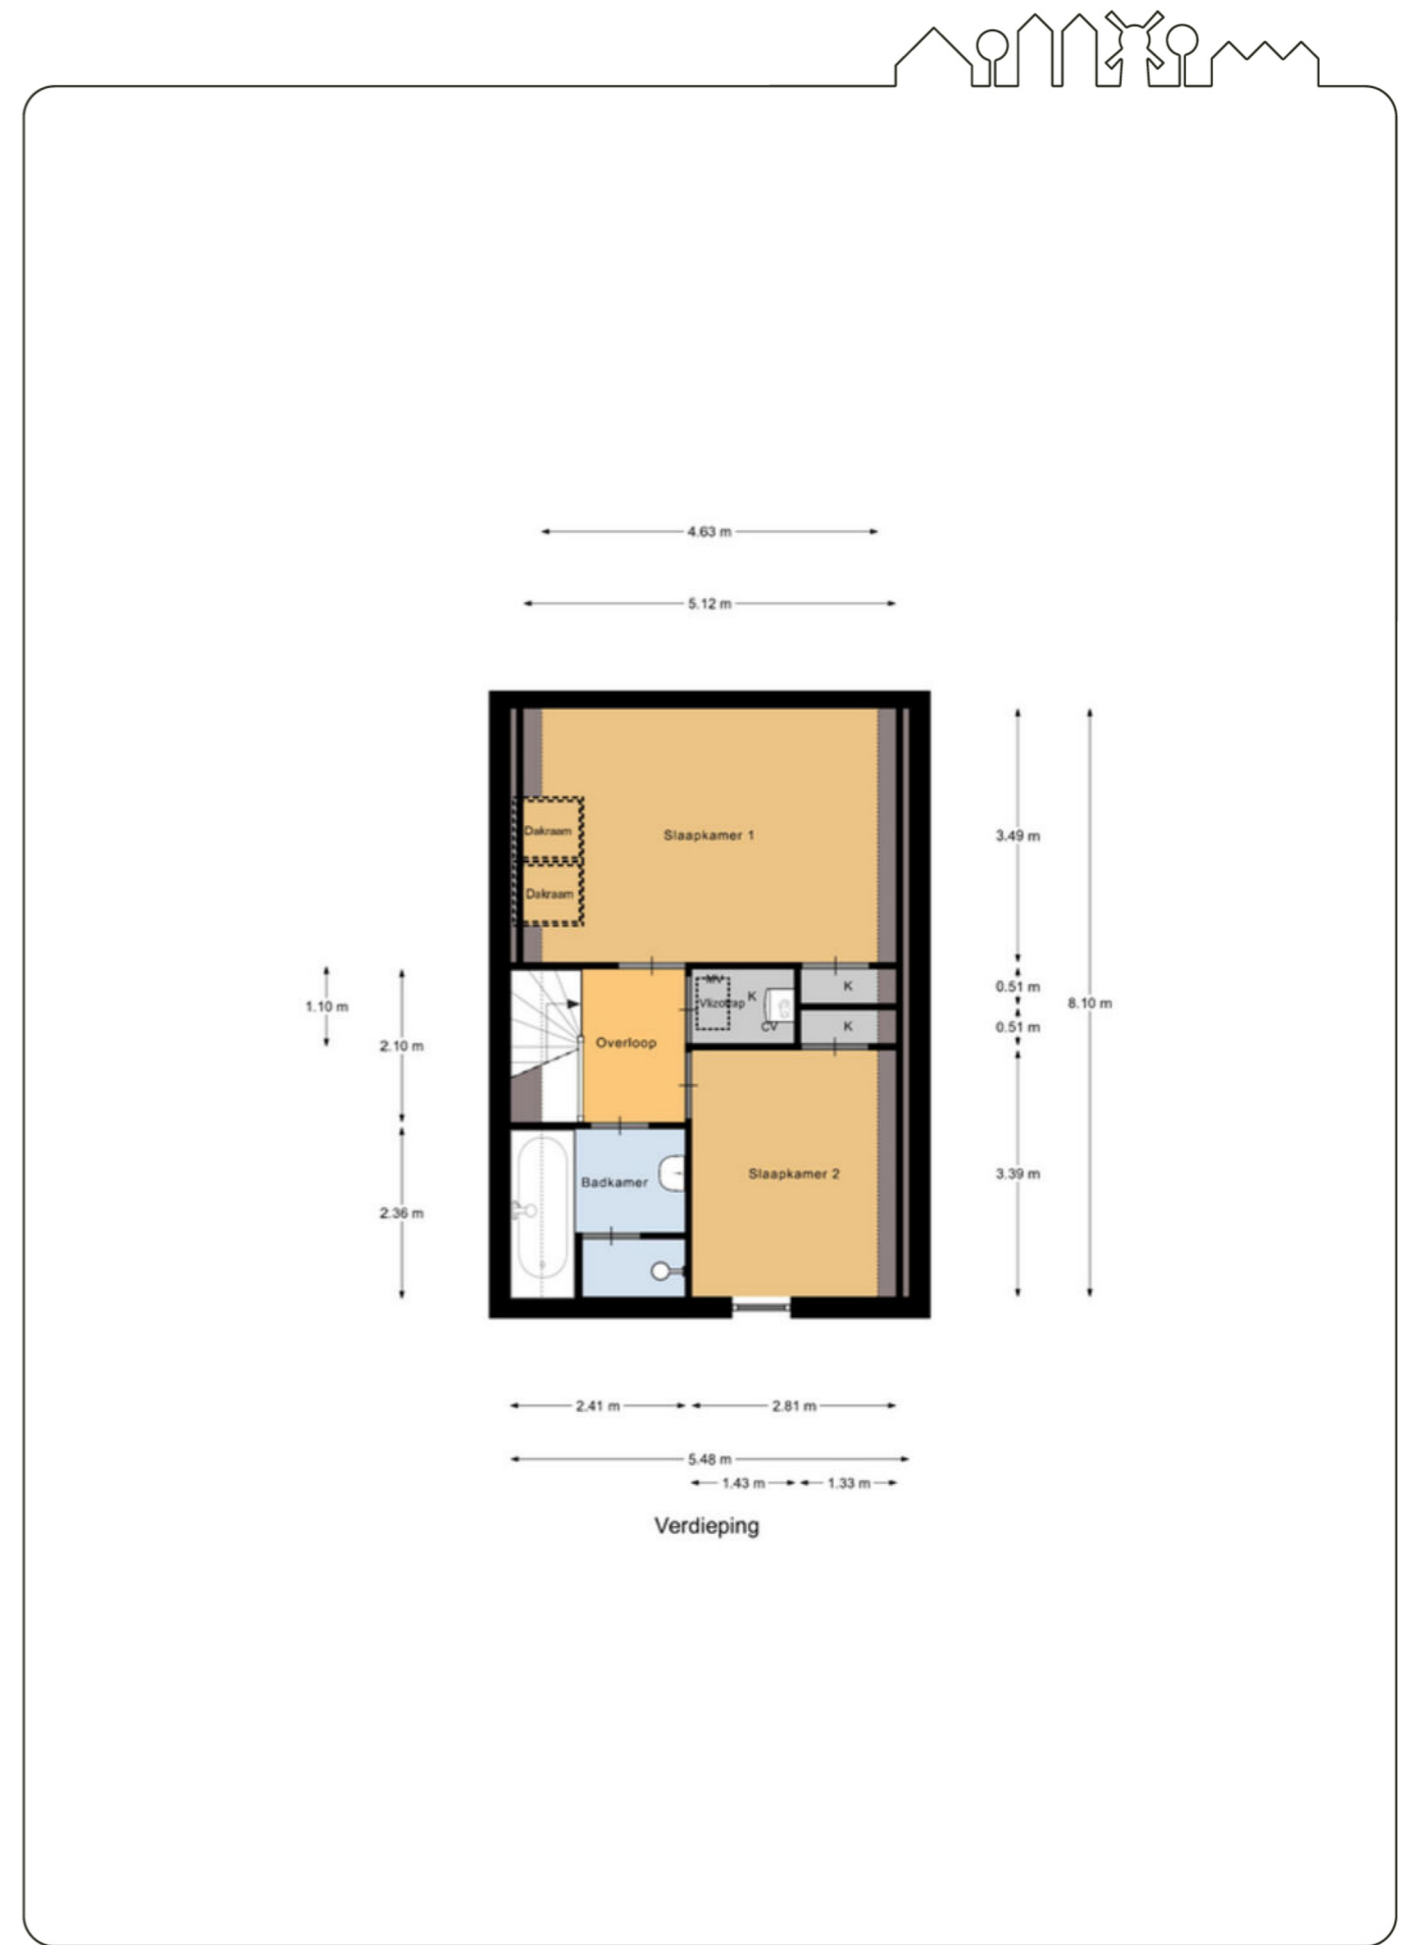 4.63 m
5.12 m
Dakraam
Slaapkamer 1
3.49 m
Dakraam
MV
K
K
0.51 m
Vlizotrap
1.10 m
8.10 m
CV
K
0.51 m
Overloop
2.10 m
Slaapkamer 2
3.39 m
Badkamer
2.36 m
2.41 m
2.81 m
5.48 m
1.43 m
1.33 m
Verdieping